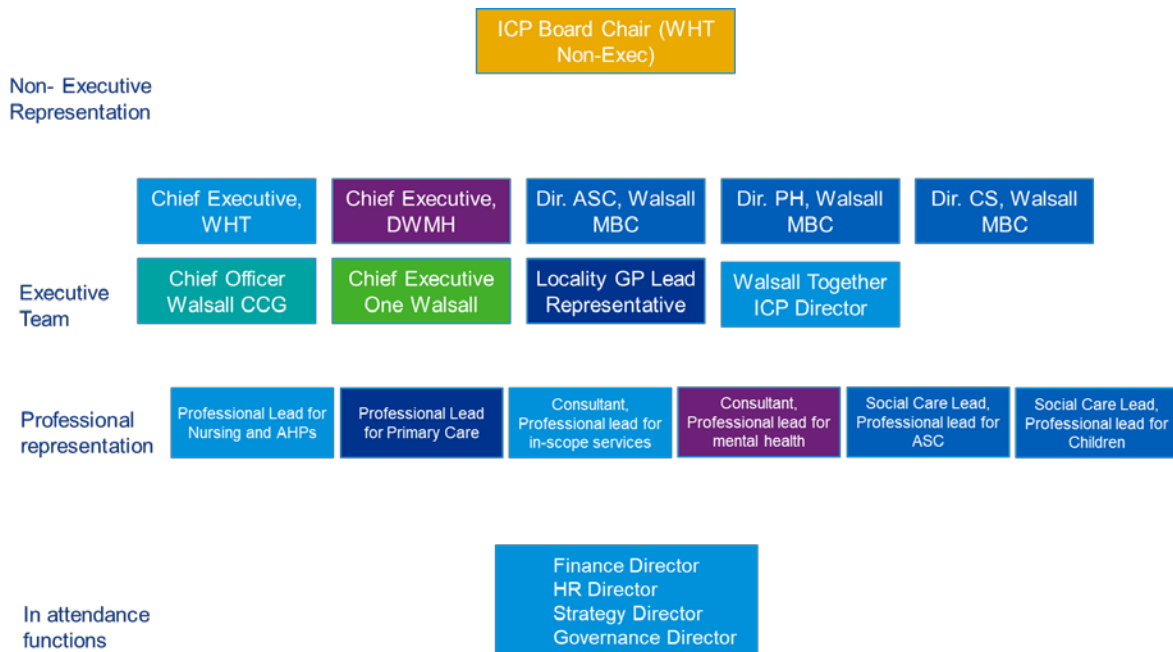 ICP Board Chair (WHT
Non-Exec)
Non- Executive
Representation
Chief Executive,
WHT
Chief Executive,
DWMH
Dir. ASC, Walsall
MBC
Dir. PH, Walsall
MBC
Dir. CS, Walsall
MBC
Executive
Team
Chief Officer
Walsall CCG
Chief Executive
One Walsall
Locality GP Lead
Representative
Walsall Together
ICP Director
Professional
representation
Professional Lead for
Nursing and AHPs
Professional Lead
for Primary Care
Consultant,
Professional lead for
in-scope services
Consultant,
Professional lead for
mental health
Social Care Lead,
Professional lead for
ASC
Social Care Lead,
Professional lead for
Children
In attendance
functions
Finance Director
HR Director
Strategy Director
Governance Director